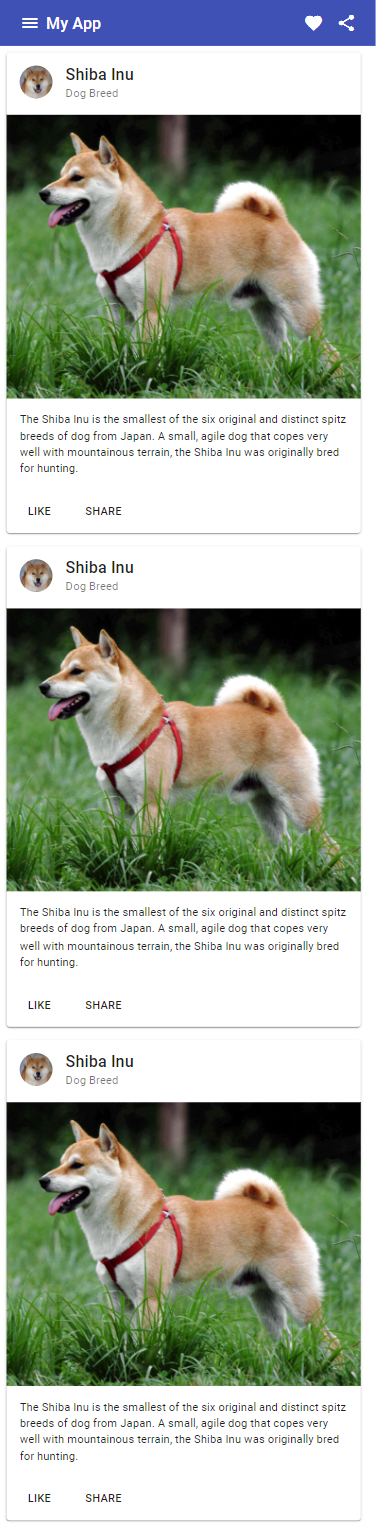 My App
Shiba Inu
Dog Breed
The Shiba Inu is the smallest of the six original and distinct spitz
breeds of dog from Japan. A small, agile dog that copes very
well with mountainous terrain, the Shiba Inu was originally bred
for hunting.
LIKE SHARE
Shiba Inu
Dog Breed
The Shiba Inu is the smallest of the six original and distinct spitz
breeds of dog from Japan. A small, agile dog that copes very
well with mountainous terrain, the Shiba Inu was originally bred
for hunting.
LIKE SHARE
Shiba Inu
Dog Breed
The Shiba Inu is the smallest of the six original and distinct spitz
breeds of dog from Japan. A small, agile dog that copes very
well with mountainous terrain, the Shiba Inu was originally bred
for hunting.
LIKE SHARE